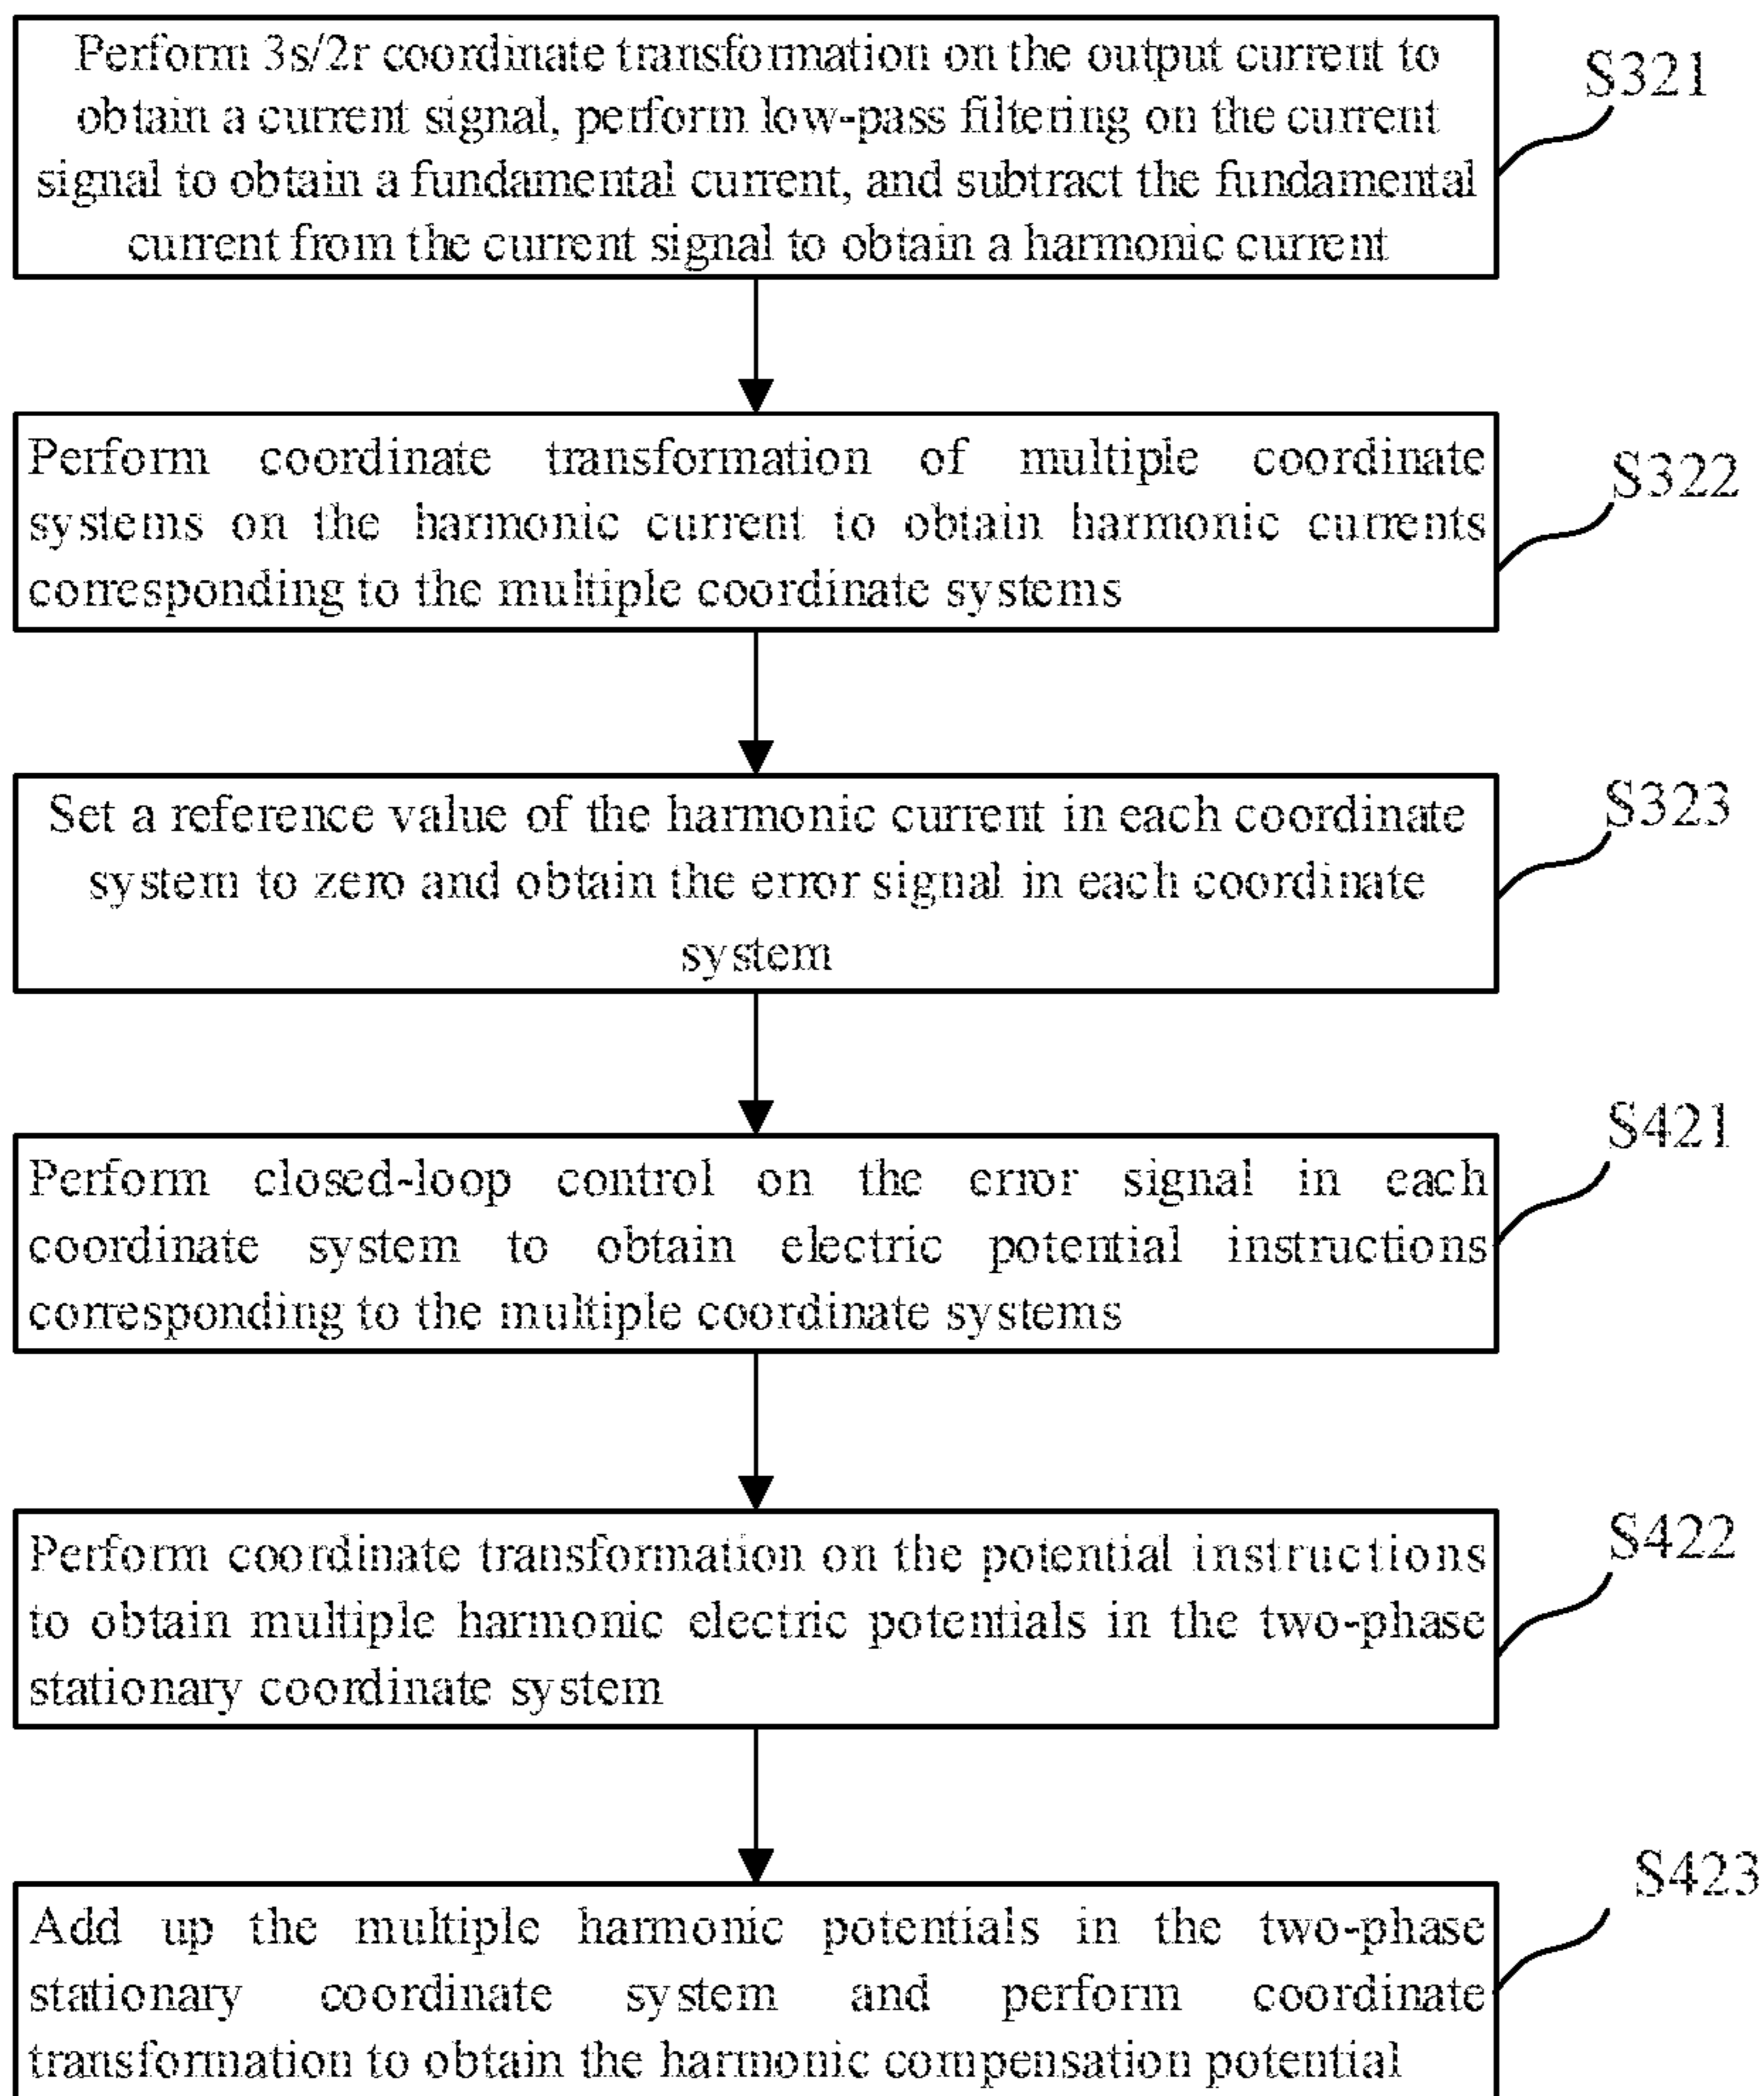 Perform 3s/2r coordinate transformation on the output current to
obtain a current signal, perform low-pass filtering on the current
signal to obtain a fundamental current, and subtract the fundamental
current from the current signal to obtain a harmonic current
S321
Perform coordinate transformation of multiple coordinate
systems on the harmonic current to obtain harmonic currents
corresponding to the multiple coordinate systems
S322
Set a reference value of the harmonic current in each coordinate
system to zero and obtain the error signal in each coordinate
system
S323
Perform closed-loop control on the error signal in each
coordinate system to obtain electric potential instructions
corresponding to the multiple coordinate systems
S421
Perform coordinate transformation on the potential instructions
to obtain multiple harmonic electric potentials in the two-phase
stationary coordinate system
S422
Add up the multiple harmonic potentials in the two-phase
stationary coordinate system and perform coordinate
transformation to obtain the harmonic compensation potential
S423